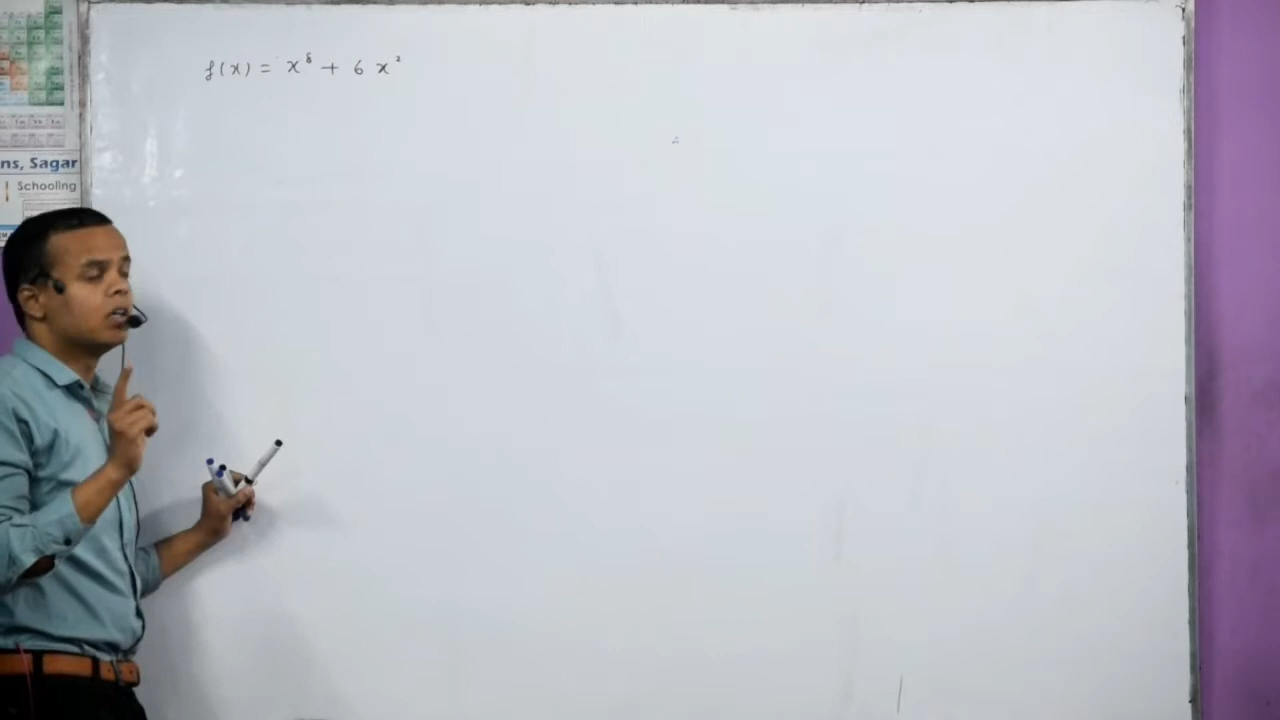 f(x) = x⁸ + 6 x²
ns, Sagar
Schooling